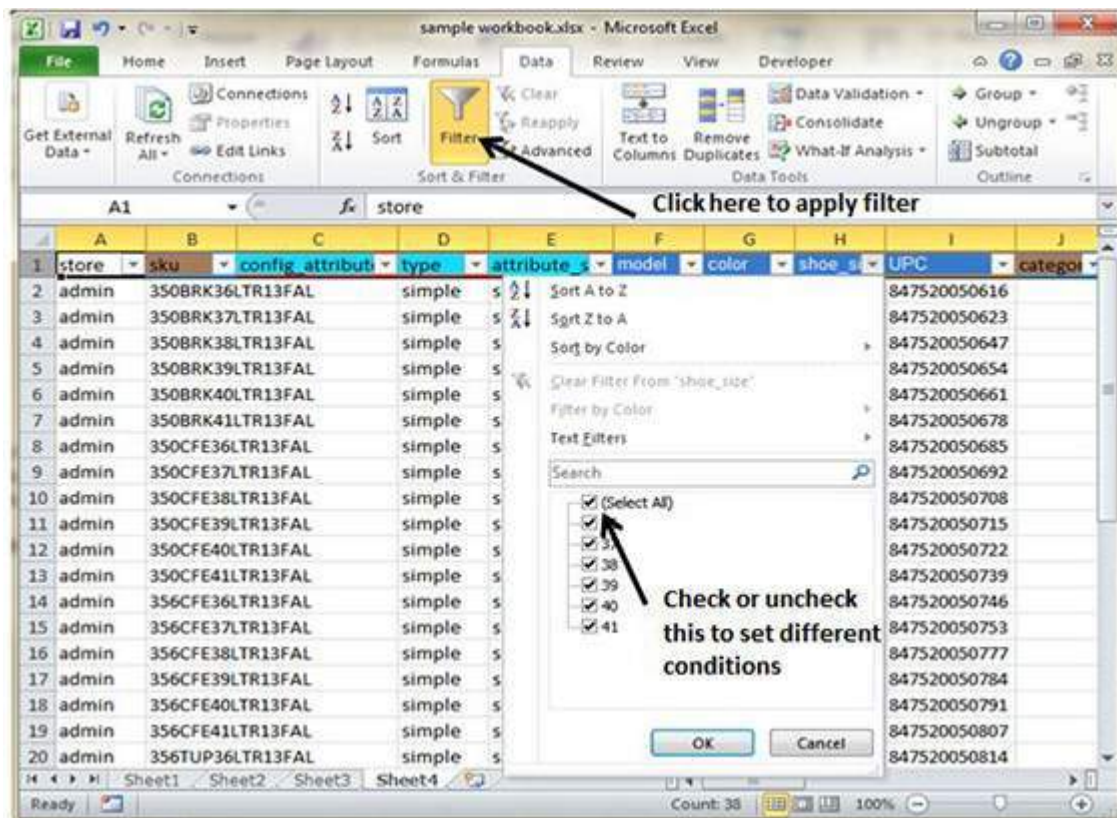 sample workbook.xlsx - Microsoft Excel
File Home Insert Page Layout Formulas Data Review View Developer
Get External Data
Refresh All
Connections
Properties
Edit Links
Connections
Sort
Filter
Clear
Reapply
Advanced
Sort & Filter
Text to Columns
Remove Duplicates
Data Validation
Consolidate
What-If Analysis
Data Tools
Group
Ungroup
Subtotal
Outline
Click here to apply filter
A1 fx store
A B C D E F G H I J
1 store sku config_attribut type attribute_s model color shoe_si UPC categor
2 admin 350BRK36LTR13FAL simple s 847520050616
3 admin 350BRK37LTR13FAL simple s 847520050623
4 admin 350BRK38LTR13FAL simple s 847520050647
5 admin 350BRK39LTR13FAL simple s 847520050654
6 admin 350BRK40LTR13FAL simple s 847520050661
7 admin 350BRK41LTR13FAL simple s 847520050678
8 admin 350CFE36LTR13FAL simple s 847520050685
9 admin 350CFE37LTR13FAL simple s 847520050692
10 admin 350CFE38LTR13FAL simple s 847520050708
11 admin 350CFE39LTR13FAL simple s 847520050715
12 admin 350CFE40LTR13FAL simple s 847520050722
13 admin 350CFE41LTR13FAL simple s 847520050739
14 admin 356CFE36LTR13FAL simple s 847520050746
15 admin 356CFE37LTR13FAL simple s 847520050753
16 admin 356CFE38LTR13FAL simple s 847520050777
17 admin 356CFE39LTR13FAL simple s 847520050784
18 admin 356CFE40LTR13FAL simple s 847520050791
19 admin 356CFE41LTR13FAL simple s 847520050807
20 admin 356TUP36LTR13FAL simple s 847520050814
Sort A to Z
Sort Z to A
Sort by Color
Clear Filter From "shoe_size"
Filter by Color
Text Filters
Search
(Select All)
37
38
39
40
41
Check or uncheck
this to set different
conditions
OK Cancel
Sheet1 Sheet2 Sheet3 Sheet4
Ready Count: 38 100%